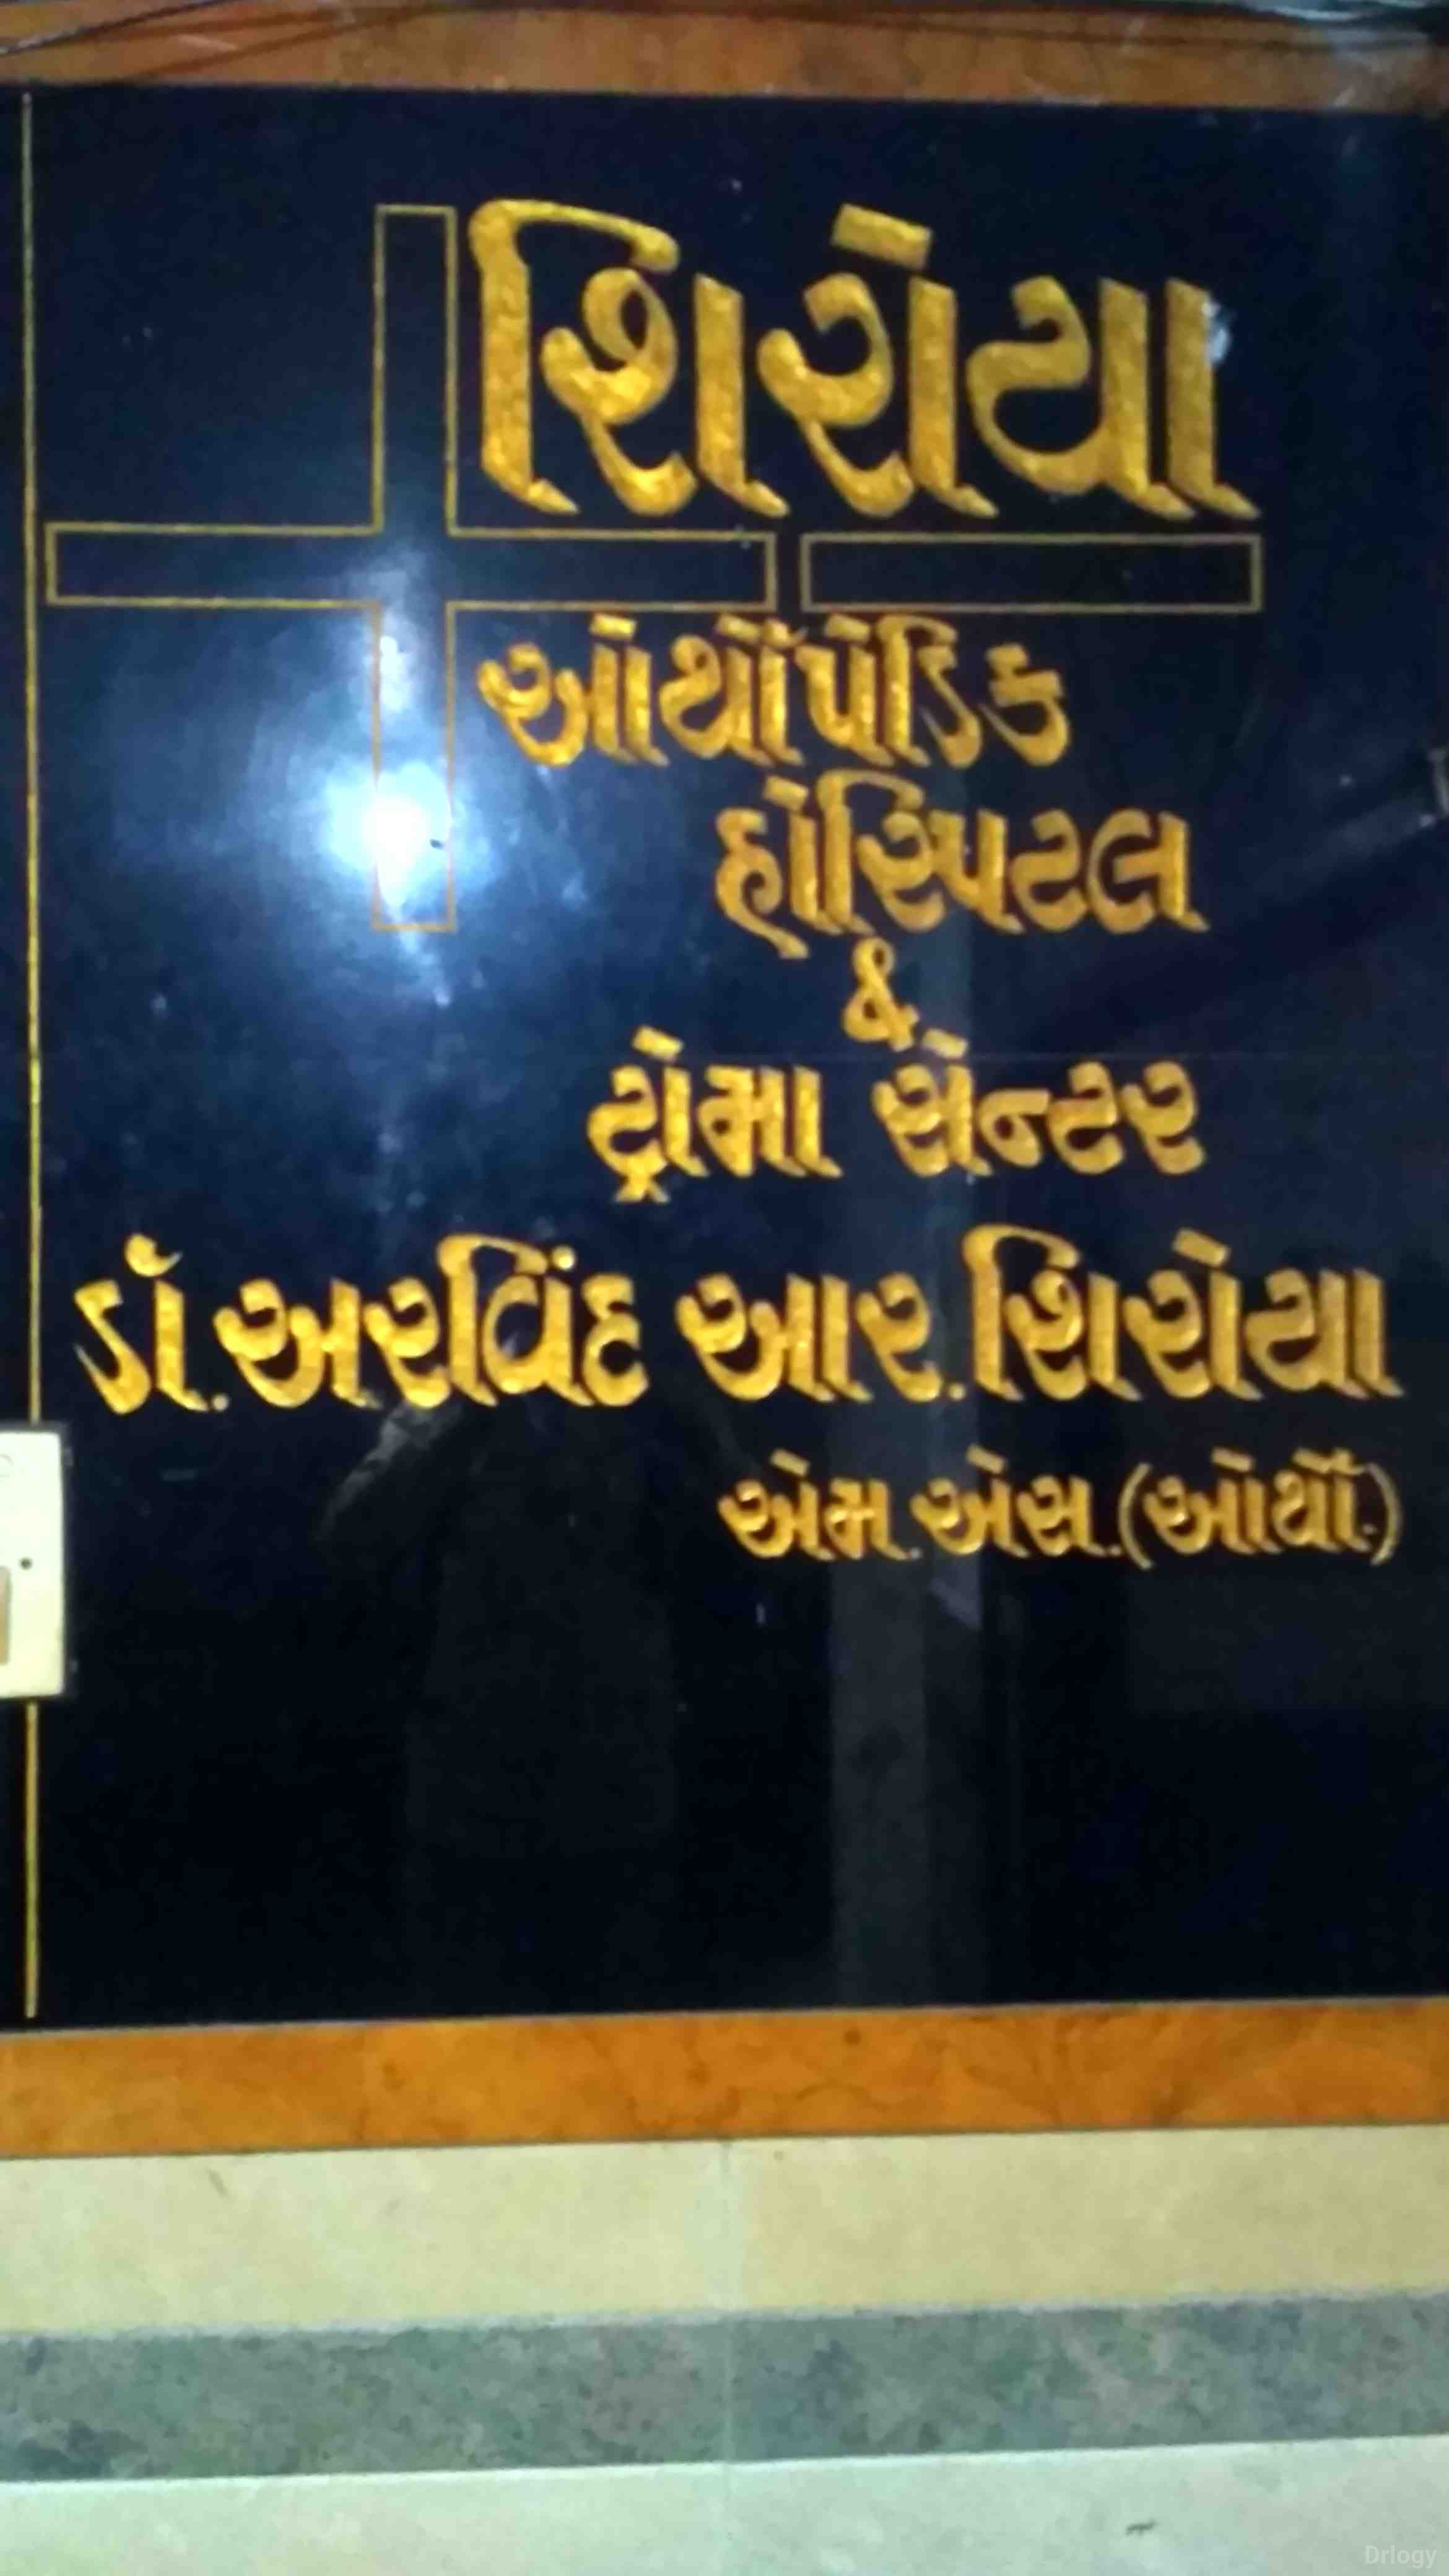 શિરોયા
ઓર્થોપેડિક
હોસ્પિટલ
&
ટ્રોમા સેન્ટર
ડૉ. અરવિંદ આર. શિરોયા
એમ. એસ. (ઓર્થો.)
Drlogy